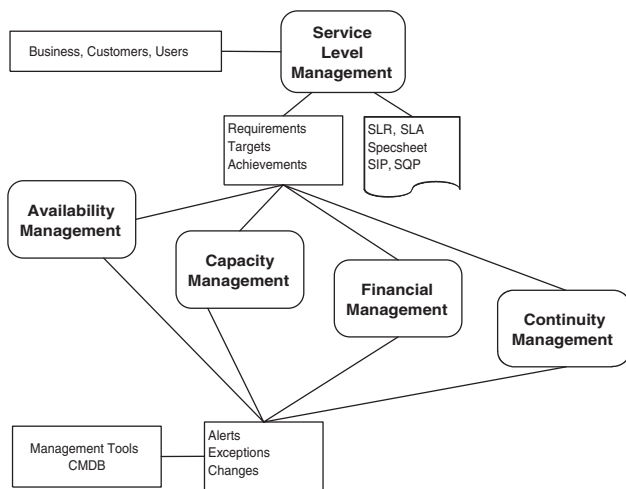 Service
Level
Management
Business, Customers, Users
Requirements
Targets
Achievements
SLR, SLA
Specsheet
SIP, SQP
Availability
Management
Capacity
Management
Financial
Management
Continuity
Management
Management Tools
CMDB
Alerts
Exceptions
Changes